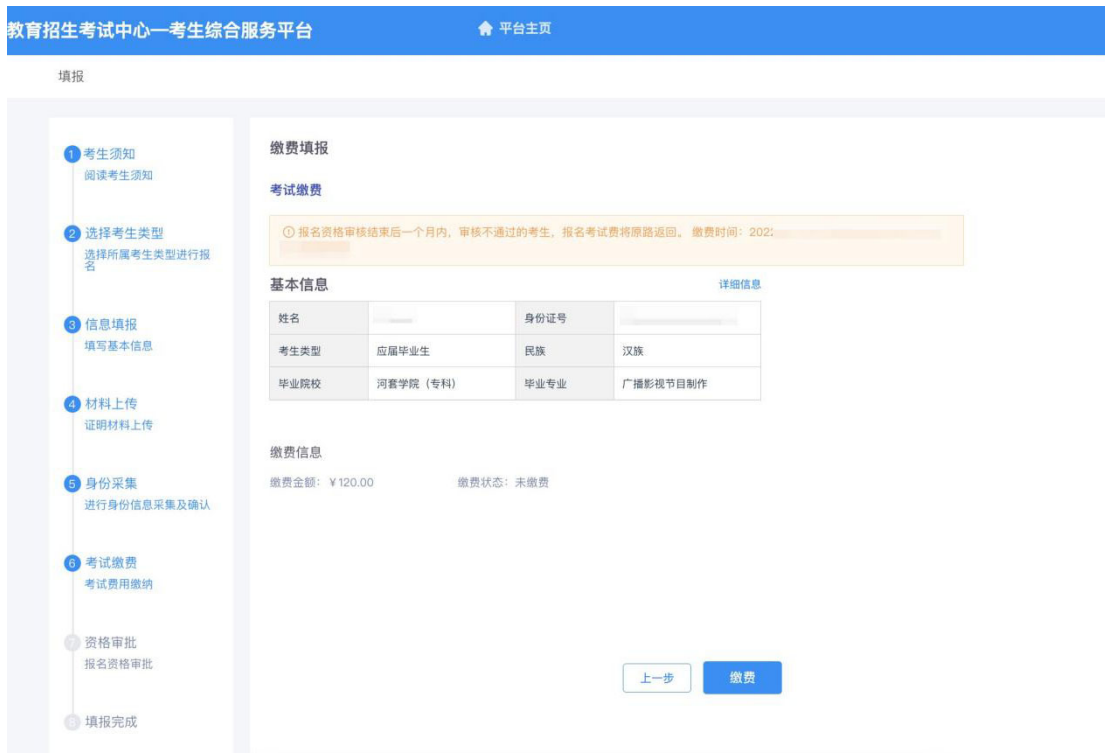 教育招生考试中心—考生综合服务平台
平台主页
填报
1 考生须知
阅读考生须知
2 选择考生类型
选择所属考生类型进行报
名
3 信息填报
填写基本信息
4 材料上传
证明材料上传
5 身份采集
进行身份信息采集及确认
6 考试缴费
考试费用缴纳
7 资格审批
报名资格审批
8 填报完成
缴费填报
考试缴费
报名资格审核结束后一个月内，审核不通过的考生，报名考试费将原路返回。 缴费时间：202
基本信息 详细信息
姓名 身份证号
考生类型 应届毕业生 民族 汉族
毕业院校 河套学院（专科） 毕业专业 广播影视节目制作
缴费信息
缴费金额：￥120.00 缴费状态：未缴费
上一步 缴费